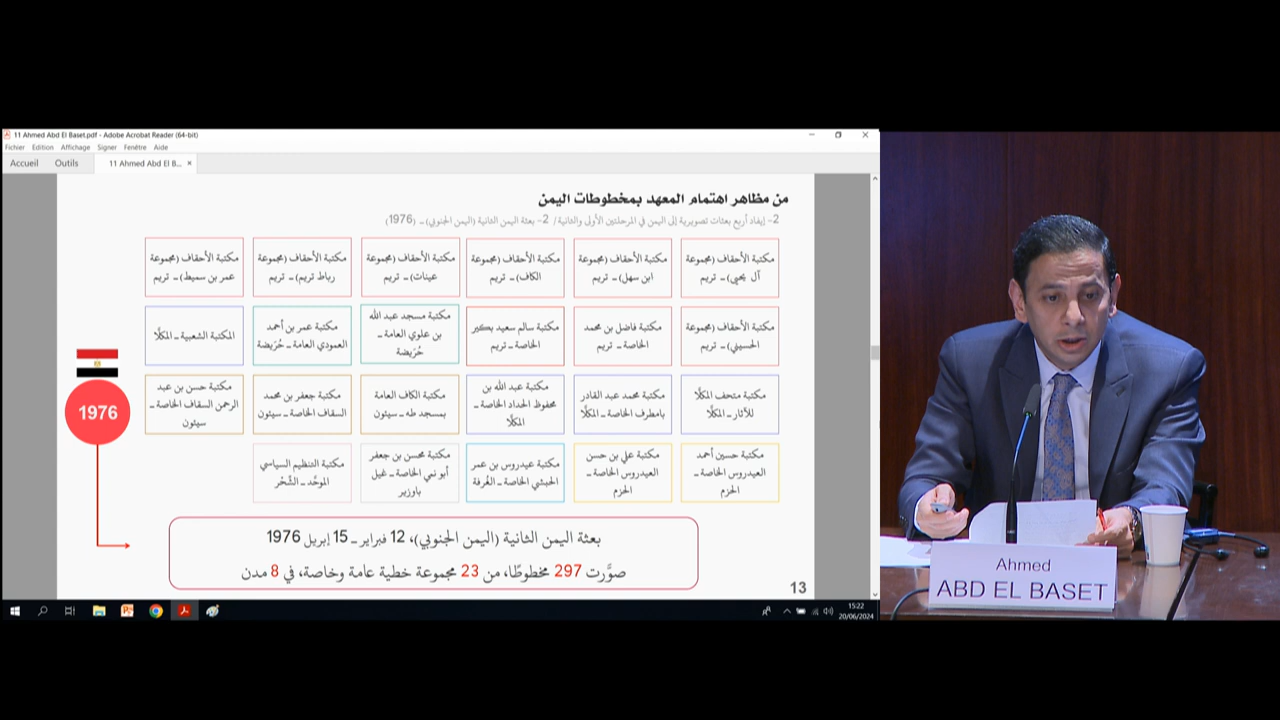 11 Ahmed Abd El Baset.pdf - Adobe Acrobat Reader (64-bit)
Fichier Edition Affichage Signer Fenêtre Aide
Accueil Outils 11 Ahmed Abd El B... ×
من مظاهر اهتمام المعهد بمخطوطات اليمن
2- إيفاد أربع بعثات تصويرية إلى اليمن في المرحلتين الأولى والثانية/ 2- بعثة اليمن الثانية (اليمن الجنوبي) ـ (1976)
مكتبة الأحقاف (مجموعة
آل يحيى) ـ تريم
مكتبة الأحقاف (مجموعة
ابن سهل) ـ تريم
مكتبة الأحقاف (مجموعة
الكاف) ـ تريم
مكتبة الأحقاف (مجموعة
عينات) ـ تريم
مكتبة الأحقاف (مجموعة
رباط تريم) ـ تريم
مكتبة الأحقاف (مجموعة
عمر بن سميط) ـ تريم
مكتبة الأحقاف (مجموعة
الحسيني) ـ تريم
مكتبة فاضل بن محمد
الخاصة ـ تريم
مكتبة سالم سعيد بكير
الخاصة ـ تريم
مكتبة مسجد عبد الله
بن علوي العامة ـ
حُرَيضة
مكتبة عمر بن أحمد
العمودي العامة ـ حُرَيضة
المكتبة الشعبية ـ المكلَّا
مكتبة متحف المكلَّا
للآثار ـ المكلَّا
مكتبة محمد عبد القادر
بامطرف الخاصة ـ المكلَّا
مكتبة عبد الله بن
محفوظ الحداد الخاصة ـ
المكلَّا
مكتبة الكاف العامة
بمسجد طه ـ سيئون
مكتبة جعفر بن محمد
السقاف الخاصة ـ سيئون
مكتبة حسن بن عبد
الرحمن السقاف الخاصة ـ
سيئون
مكتبة حسين أحمد
العيدروس الخاصة ـ
الحزم
مكتبة علي بن حسن
العيدروس الخاصة ـ
الحزم
مكتبة عيدروس بن عمر
الحبشي الخاصة ـ الغُرفة
مكتبة محسن بن جعفر
أبو نمي الخاصة ـ غيل
باوزير
مكتبة التنظيم السياسي
الموحَّد ـ الشِّحْر
1976
بعثة اليمن الثانية (اليمن الجنوبي)، 12 فبراير ـ 15 إبريل 1976
صوَّرت 297 مخطوطًا، من 23 مجموعة خطية عامة وخاصة، في 8 مدن
13
15:22
20/06/2024
Ahmed
ABD EL BASET